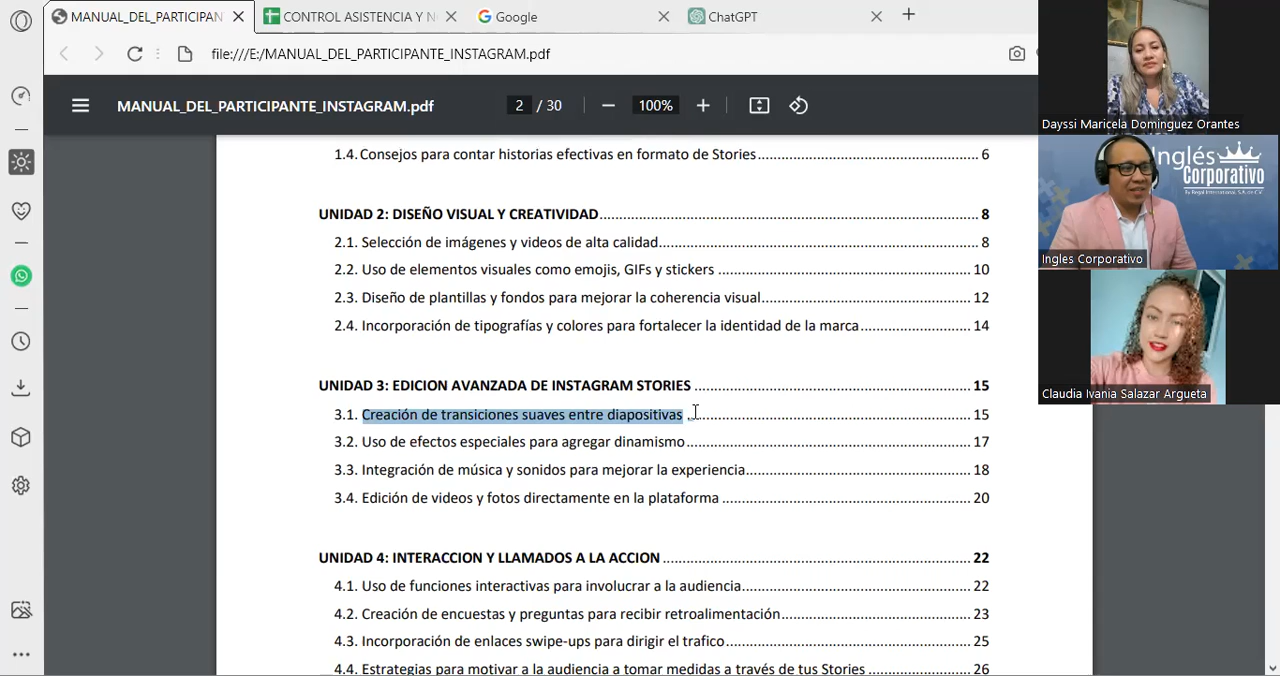 MANUAL_DEL_PARTICIPAN
CONTROL ASISTENCIA Y N
Google
ChatGPT
file:///E:/MANUAL_DEL_PARTICIPANTE_INSTAGRAM.pdf
MANUAL_DEL_PARTICIPANTE_INSTAGRAM.pdf
2 / 30
100%
1.4. Consejos para contar historias efectivas en formato de Stories 6
UNIDAD 2: DISEÑO VISUAL Y CREATIVIDAD 8
2.1. Selección de imágenes y videos de alta calidad 8
2.2. Uso de elementos visuales como emojis, GIFs y stickers 10
2.3. Diseño de plantillas y fondos para mejorar la coherencia visual 12
2.4. Incorporación de tipografías y colores para fortalecer la identidad de la marca 14
UNIDAD 3: EDICION AVANZADA DE INSTAGRAM STORIES 15
3.1. Creación de transiciones suaves entre diapositivas 15
3.2. Uso de efectos especiales para agregar dinamismo 17
3.3. Integración de música y sonidos para mejorar la experiencia 18
3.4. Edición de videos y fotos directamente en la plataforma 20
UNIDAD 4: INTERACCION Y LLAMADOS A LA ACCION 22
4.1. Uso de funciones interactivas para involucrar a la audiencia 22
4.2. Creación de encuestas y preguntas para recibir retroalimentación 23
4.3. Incorporación de enlaces swipe-ups para dirigir el trafico 25
4.4. Estrategias para motivar a la audiencia a tomar medidas a través de tus Stories 26
Dayssi Maricela Dominguez Orantes
Inglés
Corporativo
By Regal International, S.A. de C.V.
Ingles Corporativo
Claudia Ivania Salazar Argueta